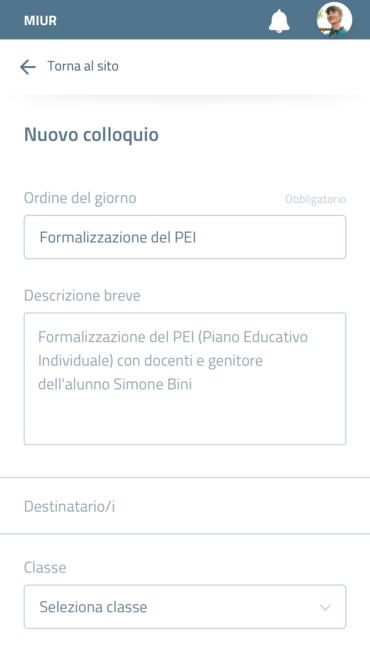 MIUR
Torna al sito
Nuovo colloquio
Ordine del giorno
Obbligatorio
Formalizzazione del PEI
Descrizione breve
Formalizzazione del PEI (Piano Educativo
Individuale) con docenti e genitore
dell'alunno Simone Bini
Destinatario/i
Classe
Seleziona classe